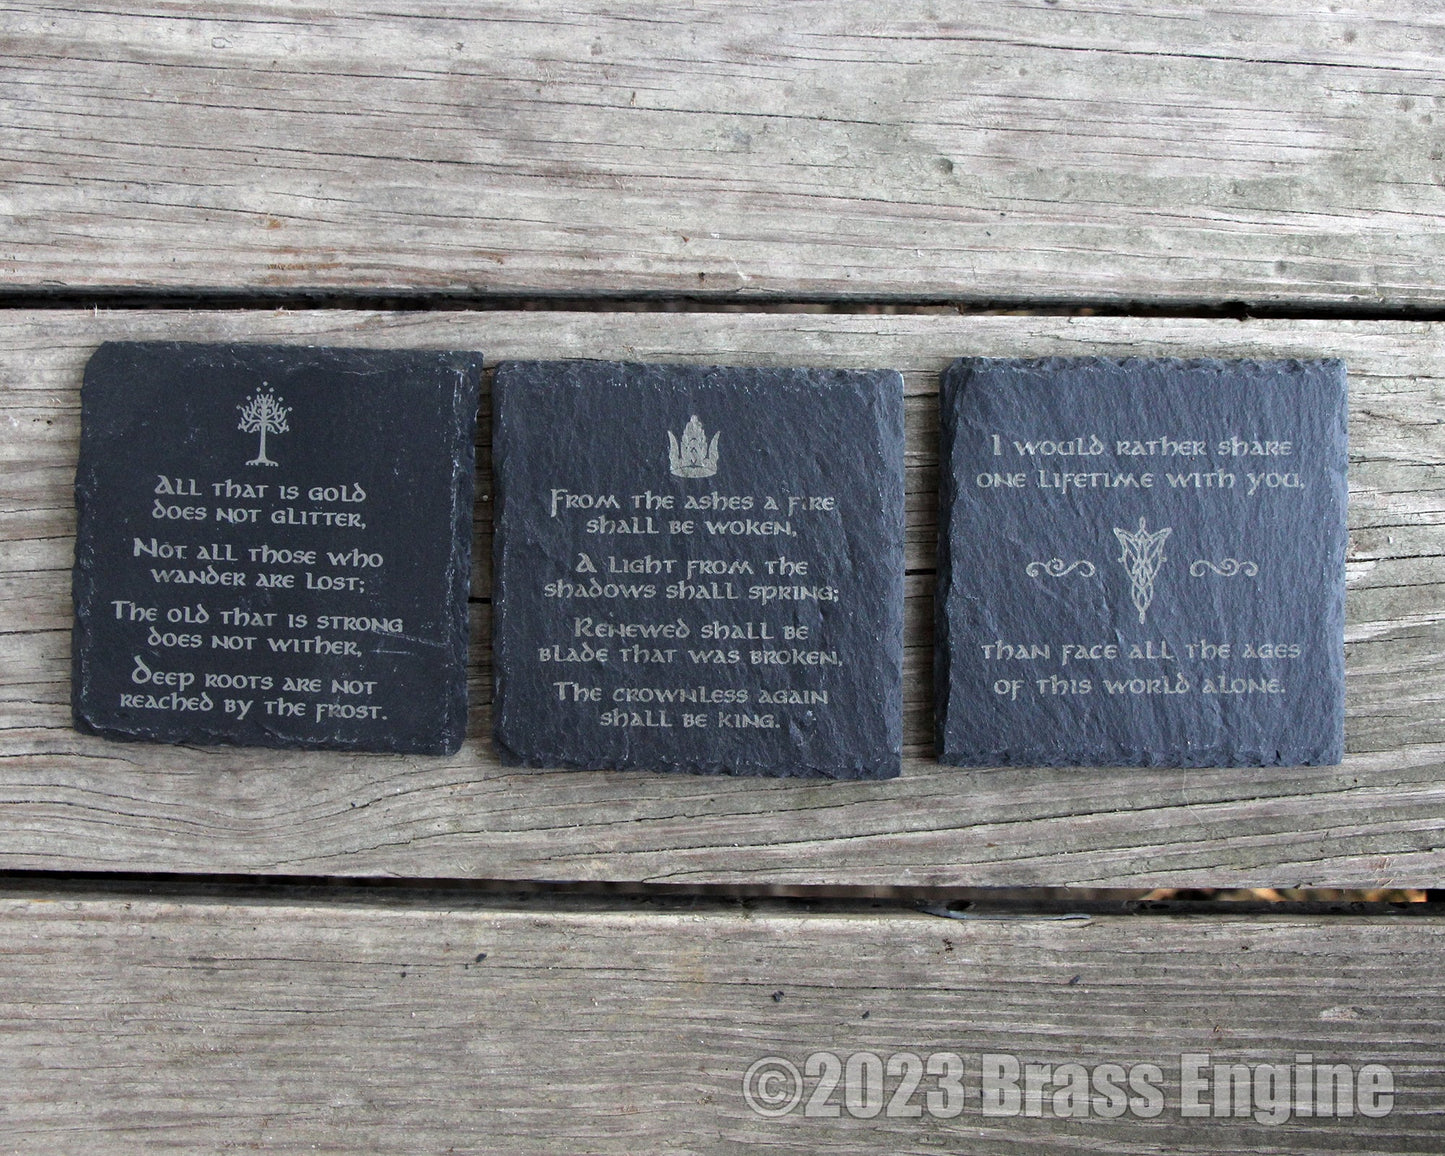 All that is gold
does not glitter,
Not all those who
wander are lost;
The old that is strong
does not wither,
Deep roots are not
reached by the frost.
From the ashes a fire
shall be woken,
A light from the
shadows shall spring;
Renewed shall be
blade that was broken,
The crownless again
shall be king.
I would rather share
one lifetime with you,
than face all the ages
of this world alone.
©2023 Brass Engine